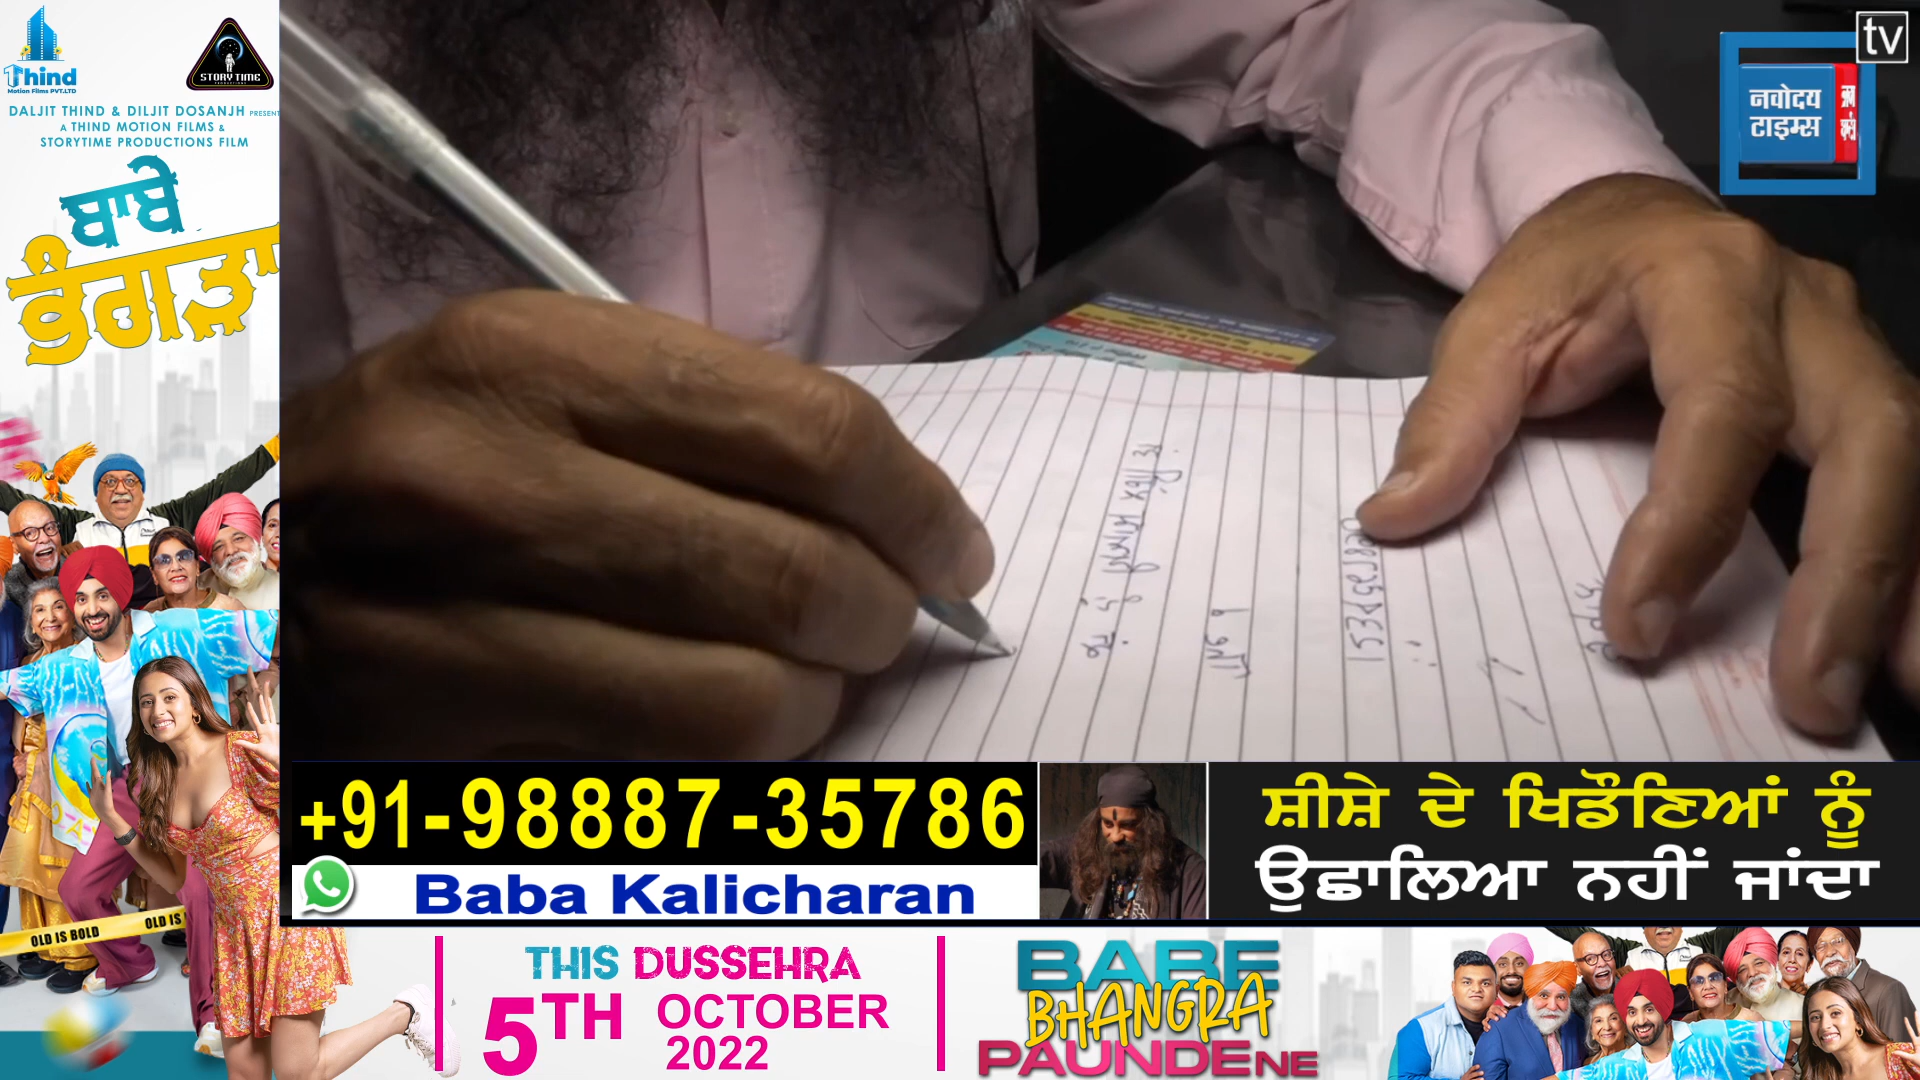 Thind
Motion Films PVT.LTD
STORY TIME
PRODUCTIONS
DALJIT THIND & DILJIT DOSANJH PRESENT
A THIND MOTION FILMS &
STORYTIME PRODUCTIONS FILM
ਬਾਬੇ
ਭੰਗੜਾ
OLD IS BOLD
OLD IS
tv
नवोदय
टाइम्स
+91-98887-35786
Baba Kalicharan
ਸ਼ੀਸ਼ੇ ਦੇ ਖਿਡੌਣਿਆਂ ਨੂੰ
ਉਛਾਲਿਆ ਨਹੀਂ ਜਾਂਦਾ
THIS DUSSEHRA
5TH OCTOBER
2022
BABE
BHANGRA
PAUNDE NE